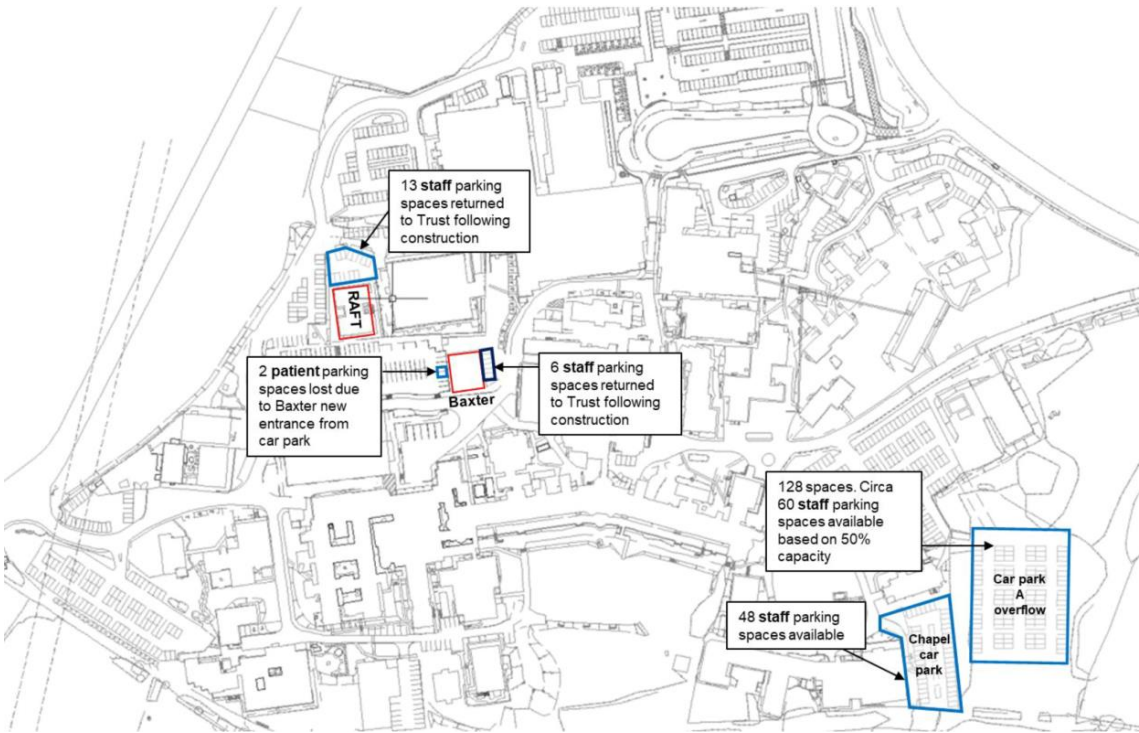 13 staff parking
spaces returned
to Trust following
construction
RAFT
2 patient parking
spaces lost due
to Baxter new
entrance from
car park
Baxter
6 staff parking
spaces returned
to Trust following
construction
128 spaces. Circa
60 staff parking
spaces available
based on 50%
capacity
Car park
A
overflow
48 staff parking
spaces available
Chapel
car
park